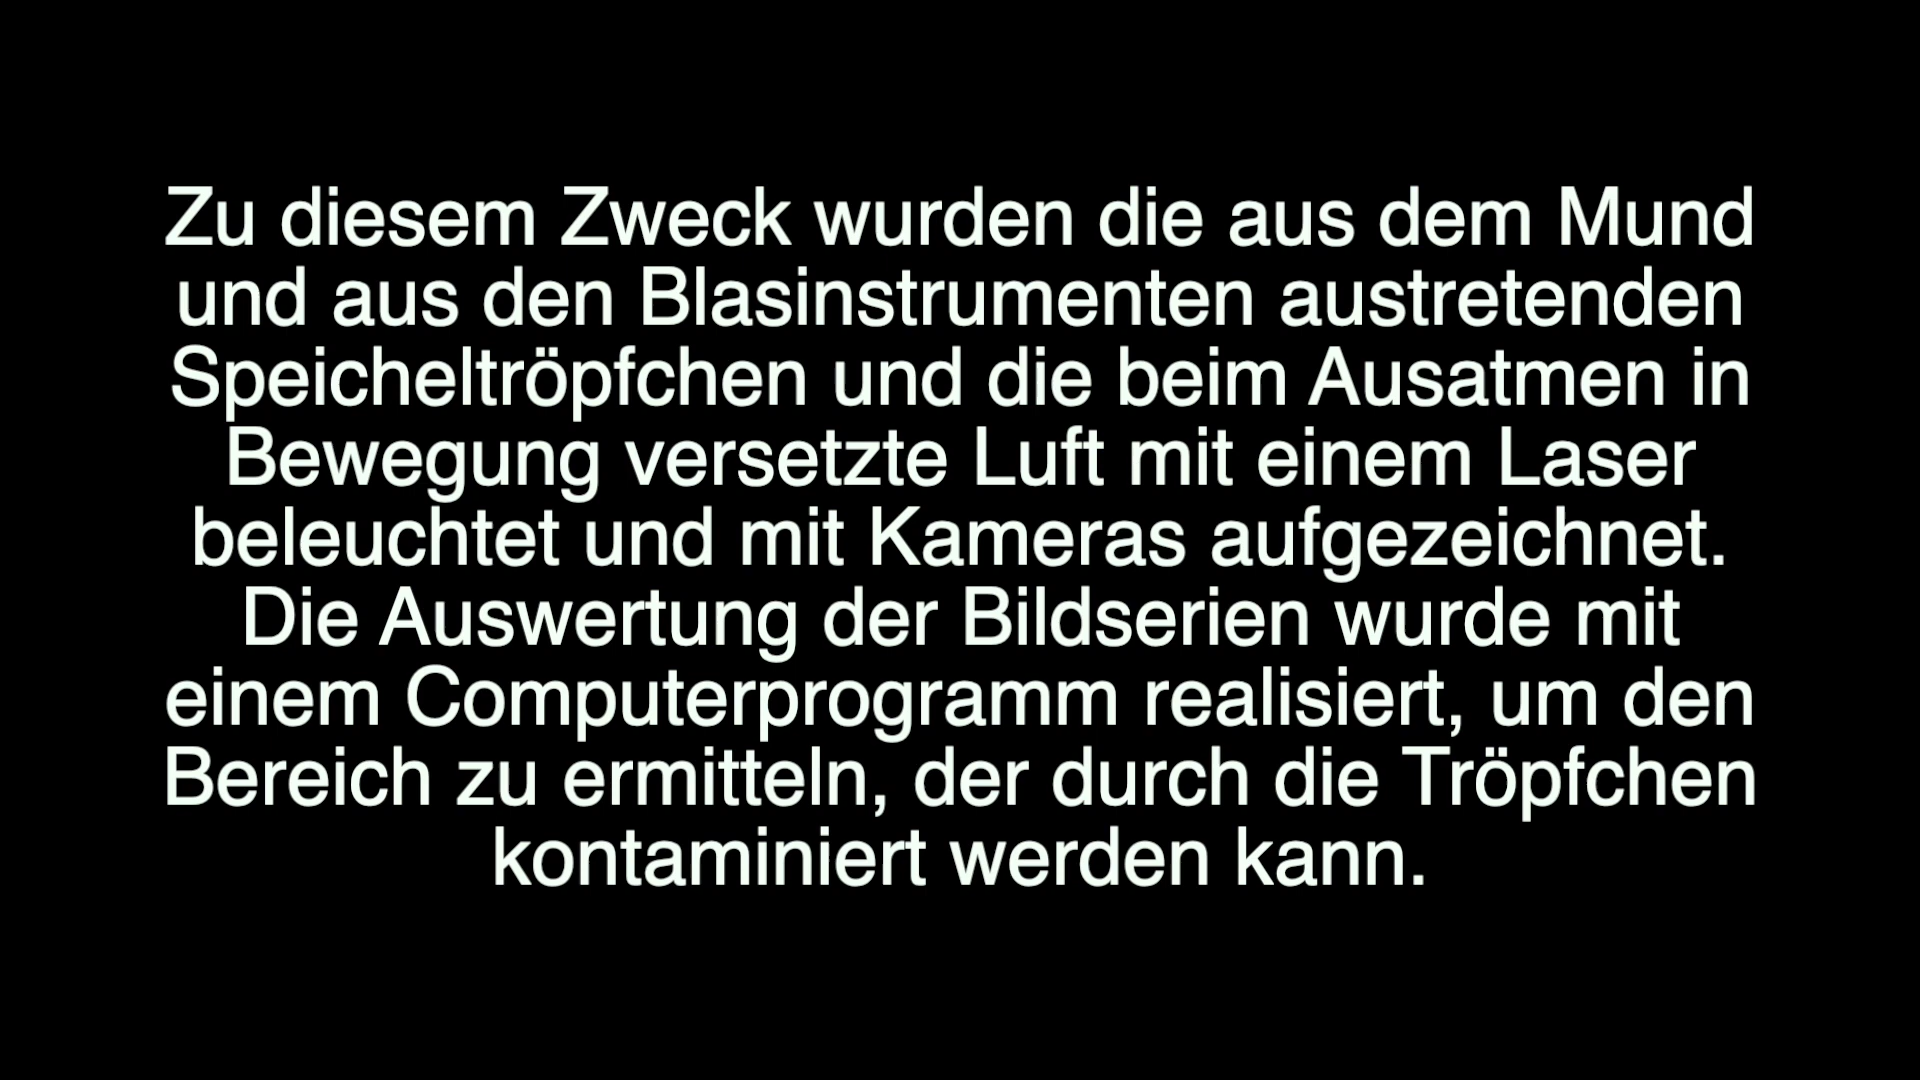 Zu diesem Zweck wurden die aus dem Mund
und aus den Blasinstrumenten austretenden
Speicheltröpfchen und die beim Ausatmen in
Bewegung versetzte Luft mit einem Laser
beleuchtet und mit Kameras aufgezeichnet.
Die Auswertung der Bildserien wurde mit
einem Computerprogramm realisiert, um den
Bereich zu ermitteln, der durch die Tröpfchen
kontaminiert werden kann.